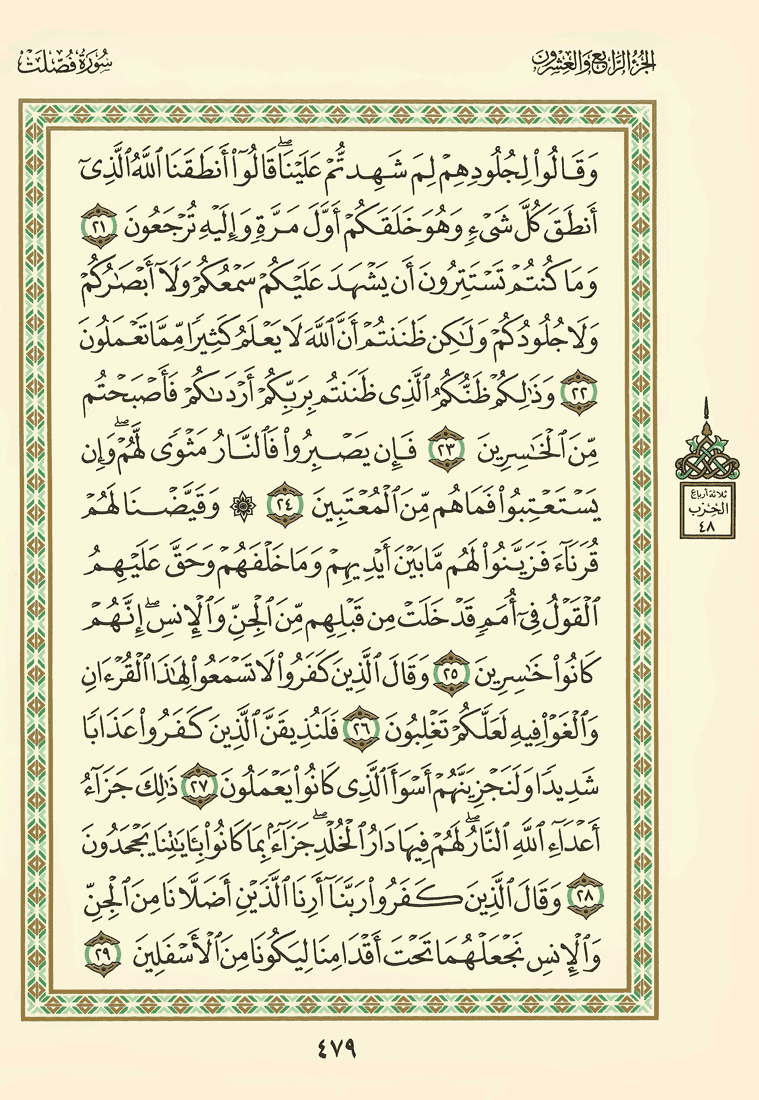 الجزء الرابع والعشرون
سورة فصلت
وَقَالُوا۟ لِجُلُودِهِمْ لِمَ شَهِدتُّمْ عَلَيْنَا ۖ قَالُوٓا۟ أَنطَقَنَا ٱللَّهُ ٱلَّذِىٓ
أَنطَقَ كُلَّ شَىْءٍ وَهُوَ خَلَقَكُمْ أَوَّلَ مَرَّةٍ وَإِلَيْهِ تُرْجَعُونَ ٢١
وَمَا كُنتُمْ تَسْتَتِرُونَ أَن يَشْهَدَ عَلَيْكُمْ سَمْعُكُمْ وَلَآ أَبْصَٰرُكُمْ
وَلَا جُلُودُكُمْ وَلَٰكِن ظَنَنتُمْ أَنَّ ٱللَّهَ لَا يَعْلَمُ كَثِيرًا مِّمَّا تَعْمَلُونَ
٢٢ وَذَٰلِكُمْ ظَنُّكُمُ ٱلَّذِى ظَنَنتُم بِرَبِّكُمْ أَرْدَىٰكُمْ فَأَصْبَحْتُم
مِّنَ ٱلْخَٰسِرِينَ ٢٣ فَإِن يَصْبِرُوا۟ فَٱلنَّارُ مَثْوًى لَّهُمْ ۖ وَإِن
يَسْتَعْتِبُوا۟ فَمَا هُم مِّنَ ٱلْمُعْتَبِينَ ٢٤ ۞ وَقَيَّضْنَا لَهُمْ
قُرَنَآءَ فَزَيَّنُوا۟ لَهُم مَّا بَيْنَ أَيْدِيهِمْ وَمَا خَلْفَهُمْ وَحَقَّ عَلَيْهِمُ
ٱلْقَوْلُ فِىٓ أُمَمٍ قَدْ خَلَتْ مِن قَبْلِهِم مِّنَ ٱلْجِنِّ وَٱلْإِنسِ ۖ إِنَّهُمْ
كَانُوا۟ خَٰسِرِينَ ٢٥ وَقَالَ ٱلَّذِينَ كَفَرُوا۟ لَا تَسْمَعُوا۟ لِهَٰذَا ٱلْقُرْءَانِ
وَٱلْغَوْا۟ فِيهِ لَعَلَّكُمْ تَغْلِبُونَ ٢٦ فَلَنُذِيقَنَّ ٱلَّذِينَ كَفَرُوا۟ عَذَابًا
شَدِيدًا وَلَنَجْزِيَنَّهُمْ أَسْوَأَ ٱلَّذِى كَانُوا۟ يَعْمَلُونَ ٢٧ ذَٰلِكَ جَزَآءُ
أَعْدَآءِ ٱللَّهِ ٱلنَّارُ ۖ لَهُمْ فِيهَا دَارُ ٱلْخُلْدِ ۖ جَزَآءًۢ بِمَا كَانُوا۟ بِـَٔايَٰتِنَا يَجْحَدُونَ
٢٨ وَقَالَ ٱلَّذِينَ كَفَرُوا۟ رَبَّنَآ أَرِنَا ٱلَّذَيْنِ أَضَلَّانَا مِنَ ٱلْجِنِّ
وَٱلْإِنسِ نَجْعَلْهُمَا تَحْتَ أَقْدَامِنَا لِيَكُونَا مِنَ ٱلْأَسْفَلِينَ ٢٩
ثلاثة أرباع
الحزب
٤٨
٤٧٩